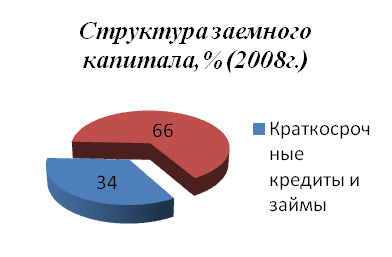 Структура заемного
капитала,% (2008г.)
66
34
Краткосроч
ные
кредиты и
займы